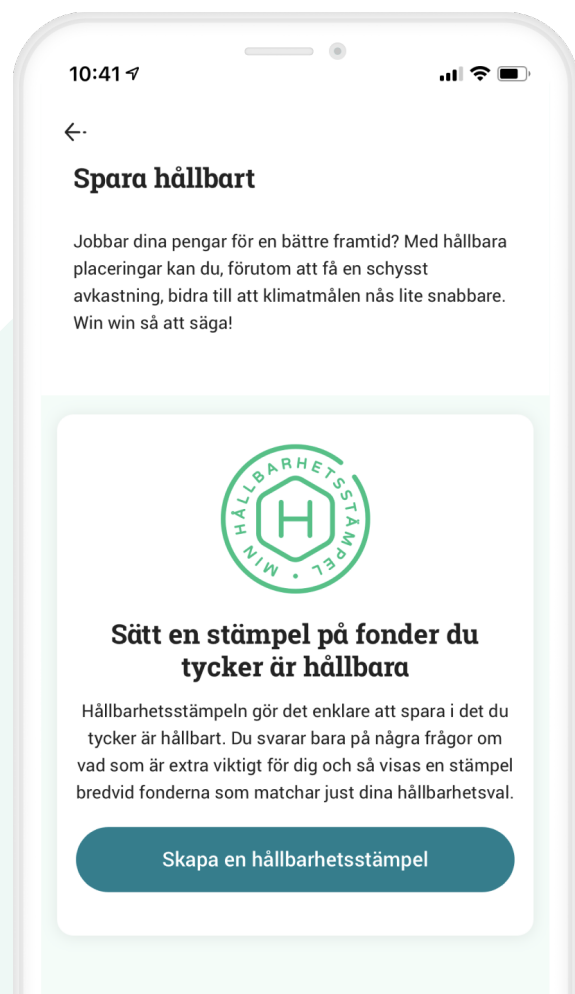 10:41
Spara hållbart
Jobbar dina pengar för en bättre framtid? Med hållbara
placeringar kan du, förutom att få en schysst
avkastning, bidra till att klimatmålen nås lite snabbare.
Win win så att säga!
MIN HÅLLBARHETSSTÄMPEL
H
Sätt en stämpel på fonder du
tycker är hållbara
Hållbarhetsstämpeln gör det enklare att spara i det du
tycker är hållbart. Du svarar bara på några frågor om
vad som är extra viktigt för dig och så visas en stämpel
bredvid fonderna som matchar just dina hållbarhetsval.
Skapa en hållbarhetsstämpel